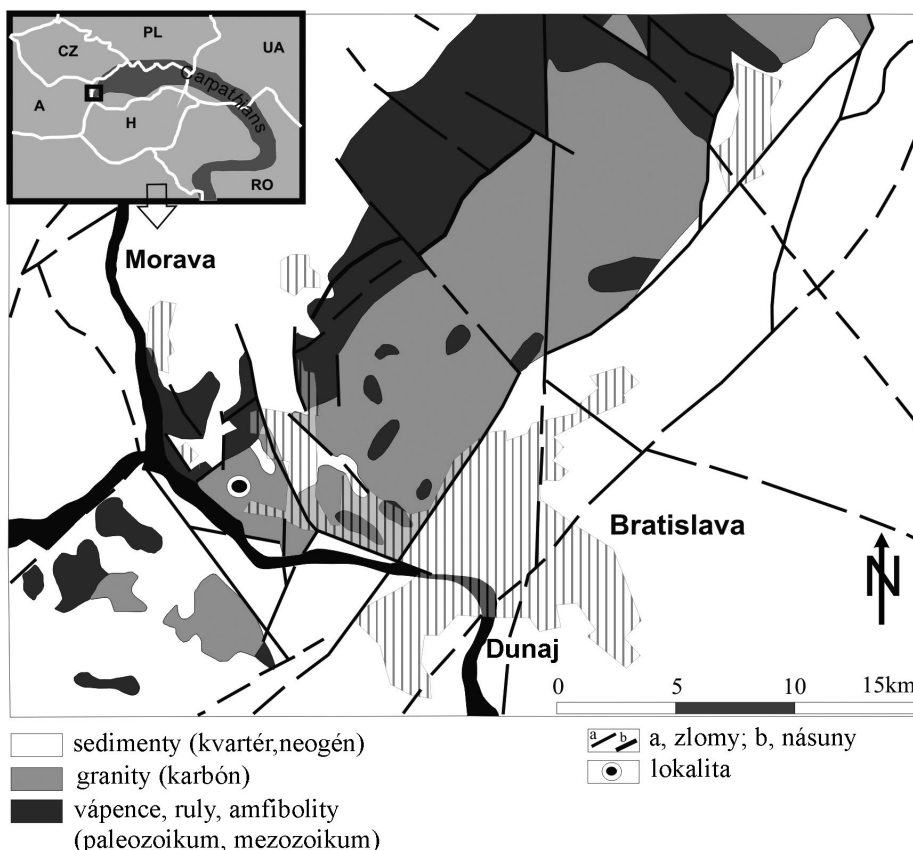 PL
CZ
UA
Carpathians
A
H
RO
Morava
Bratislava
N
Dunaj
0 5 10 15km
sedimenty (kvartér,neogén)
granity (karbón)
vápence, ruly, amfibolity
(paleozoikum, mezozoikum)
a b a, zlomy; b, násuny
lokalita